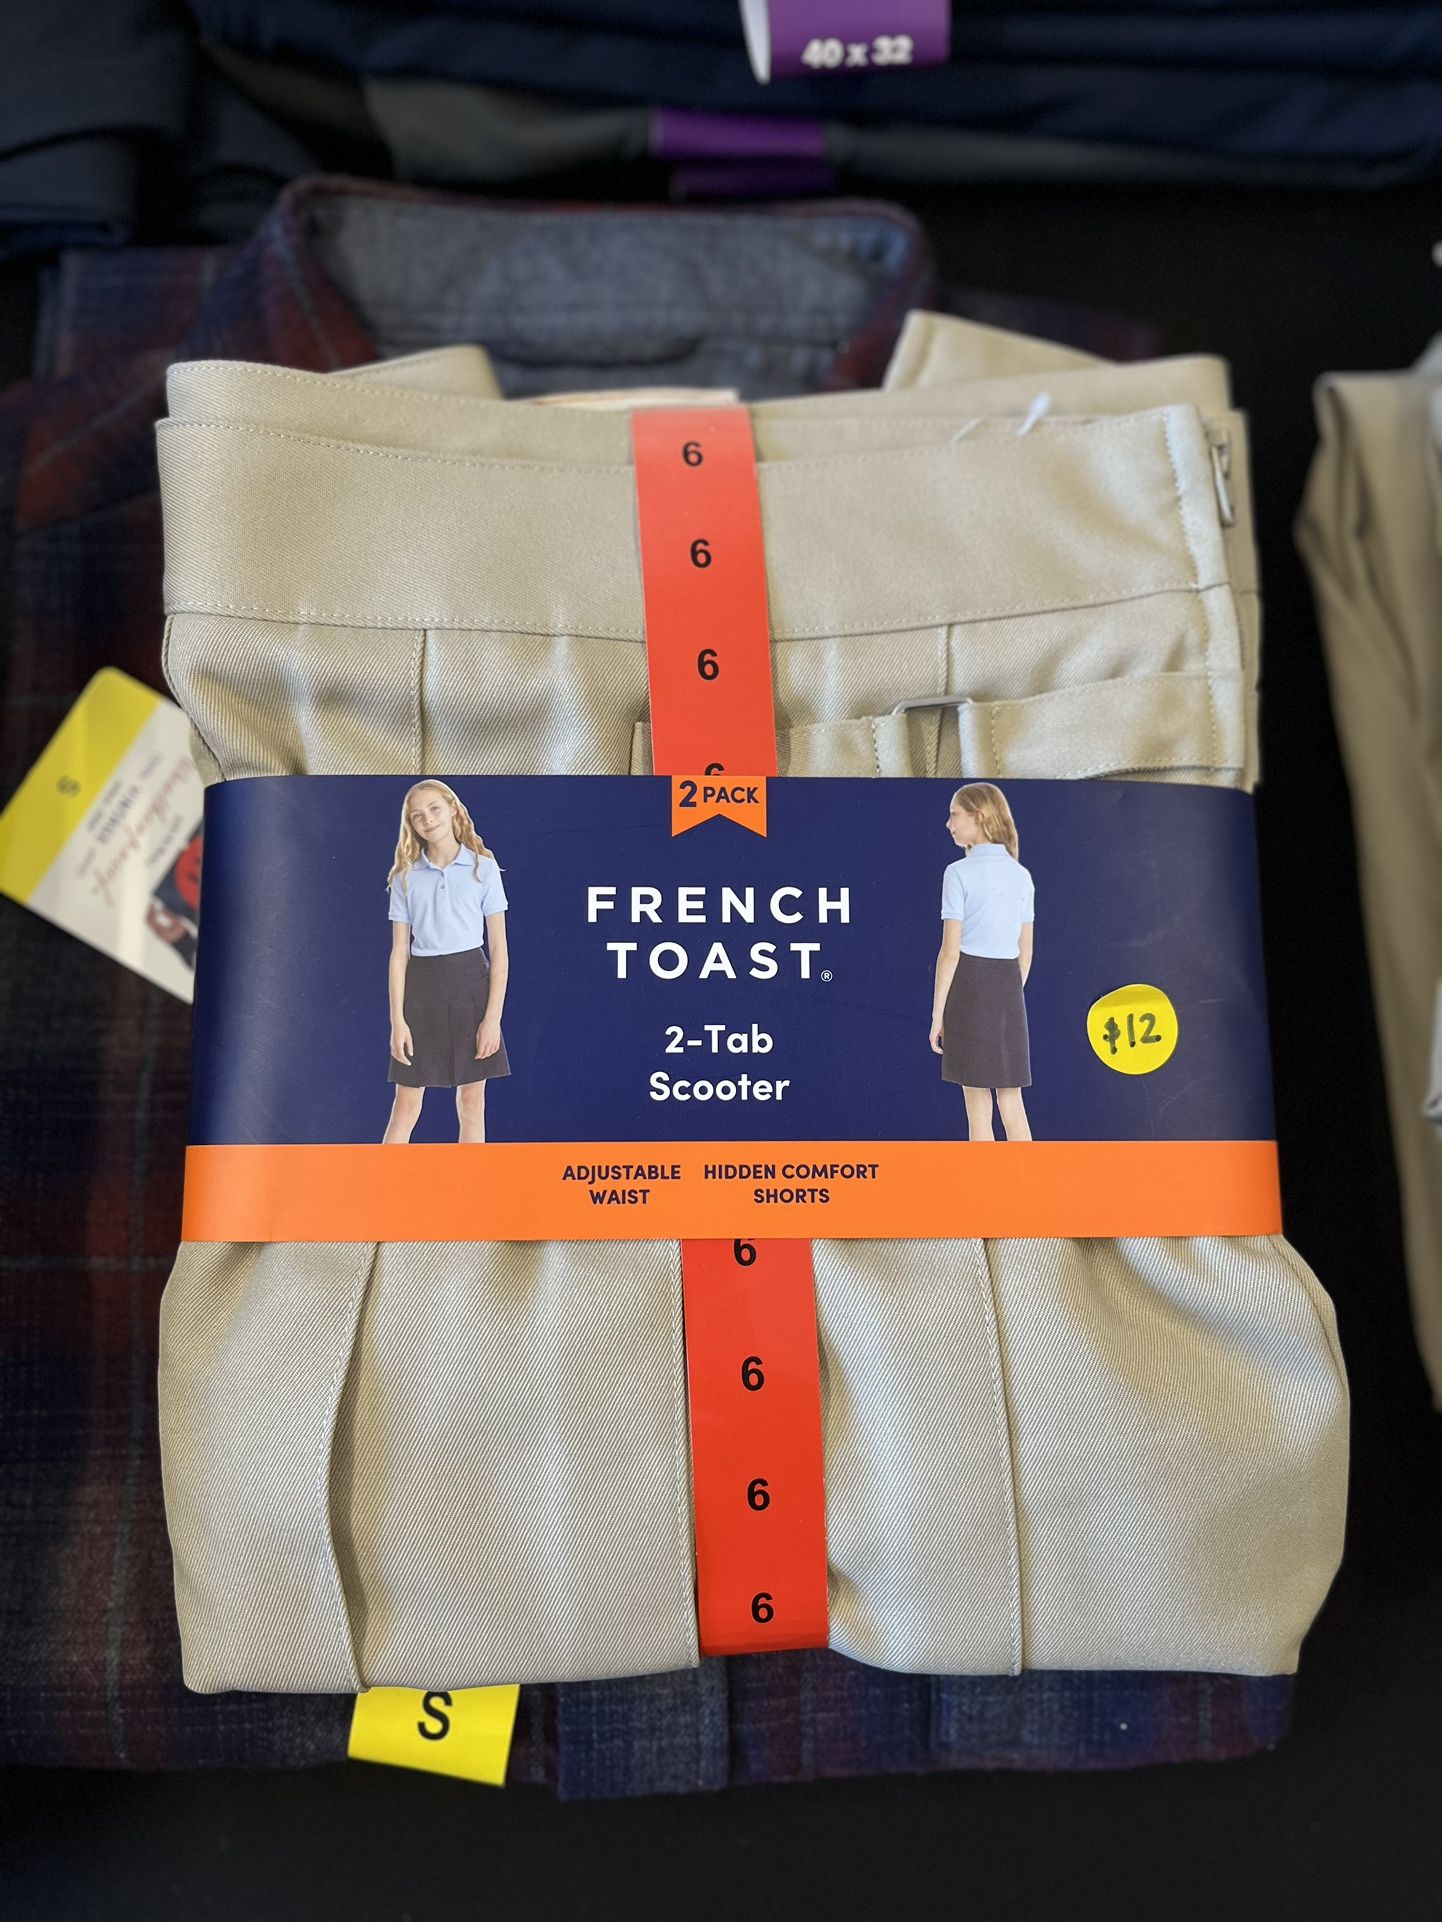 40 x 32
6
6
6
6
2 PACK
FRENCH
TOAST®
2-Tab
Scooter
$12
ADJUSTABLE
WAIST
HIDDEN COMFORT
SHORTS
6
6
6
6
S
S